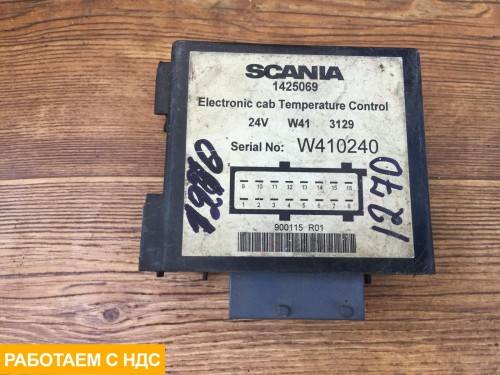 SCANIA
1425069
Electronic cab Temperature Control
24V W41 3129
Serial No: W410240
9 10 11 12 13 14 15 16
1 2 3 4 5 6 7 8
900115 R01
1270
РАБОТАЕМ С НДС